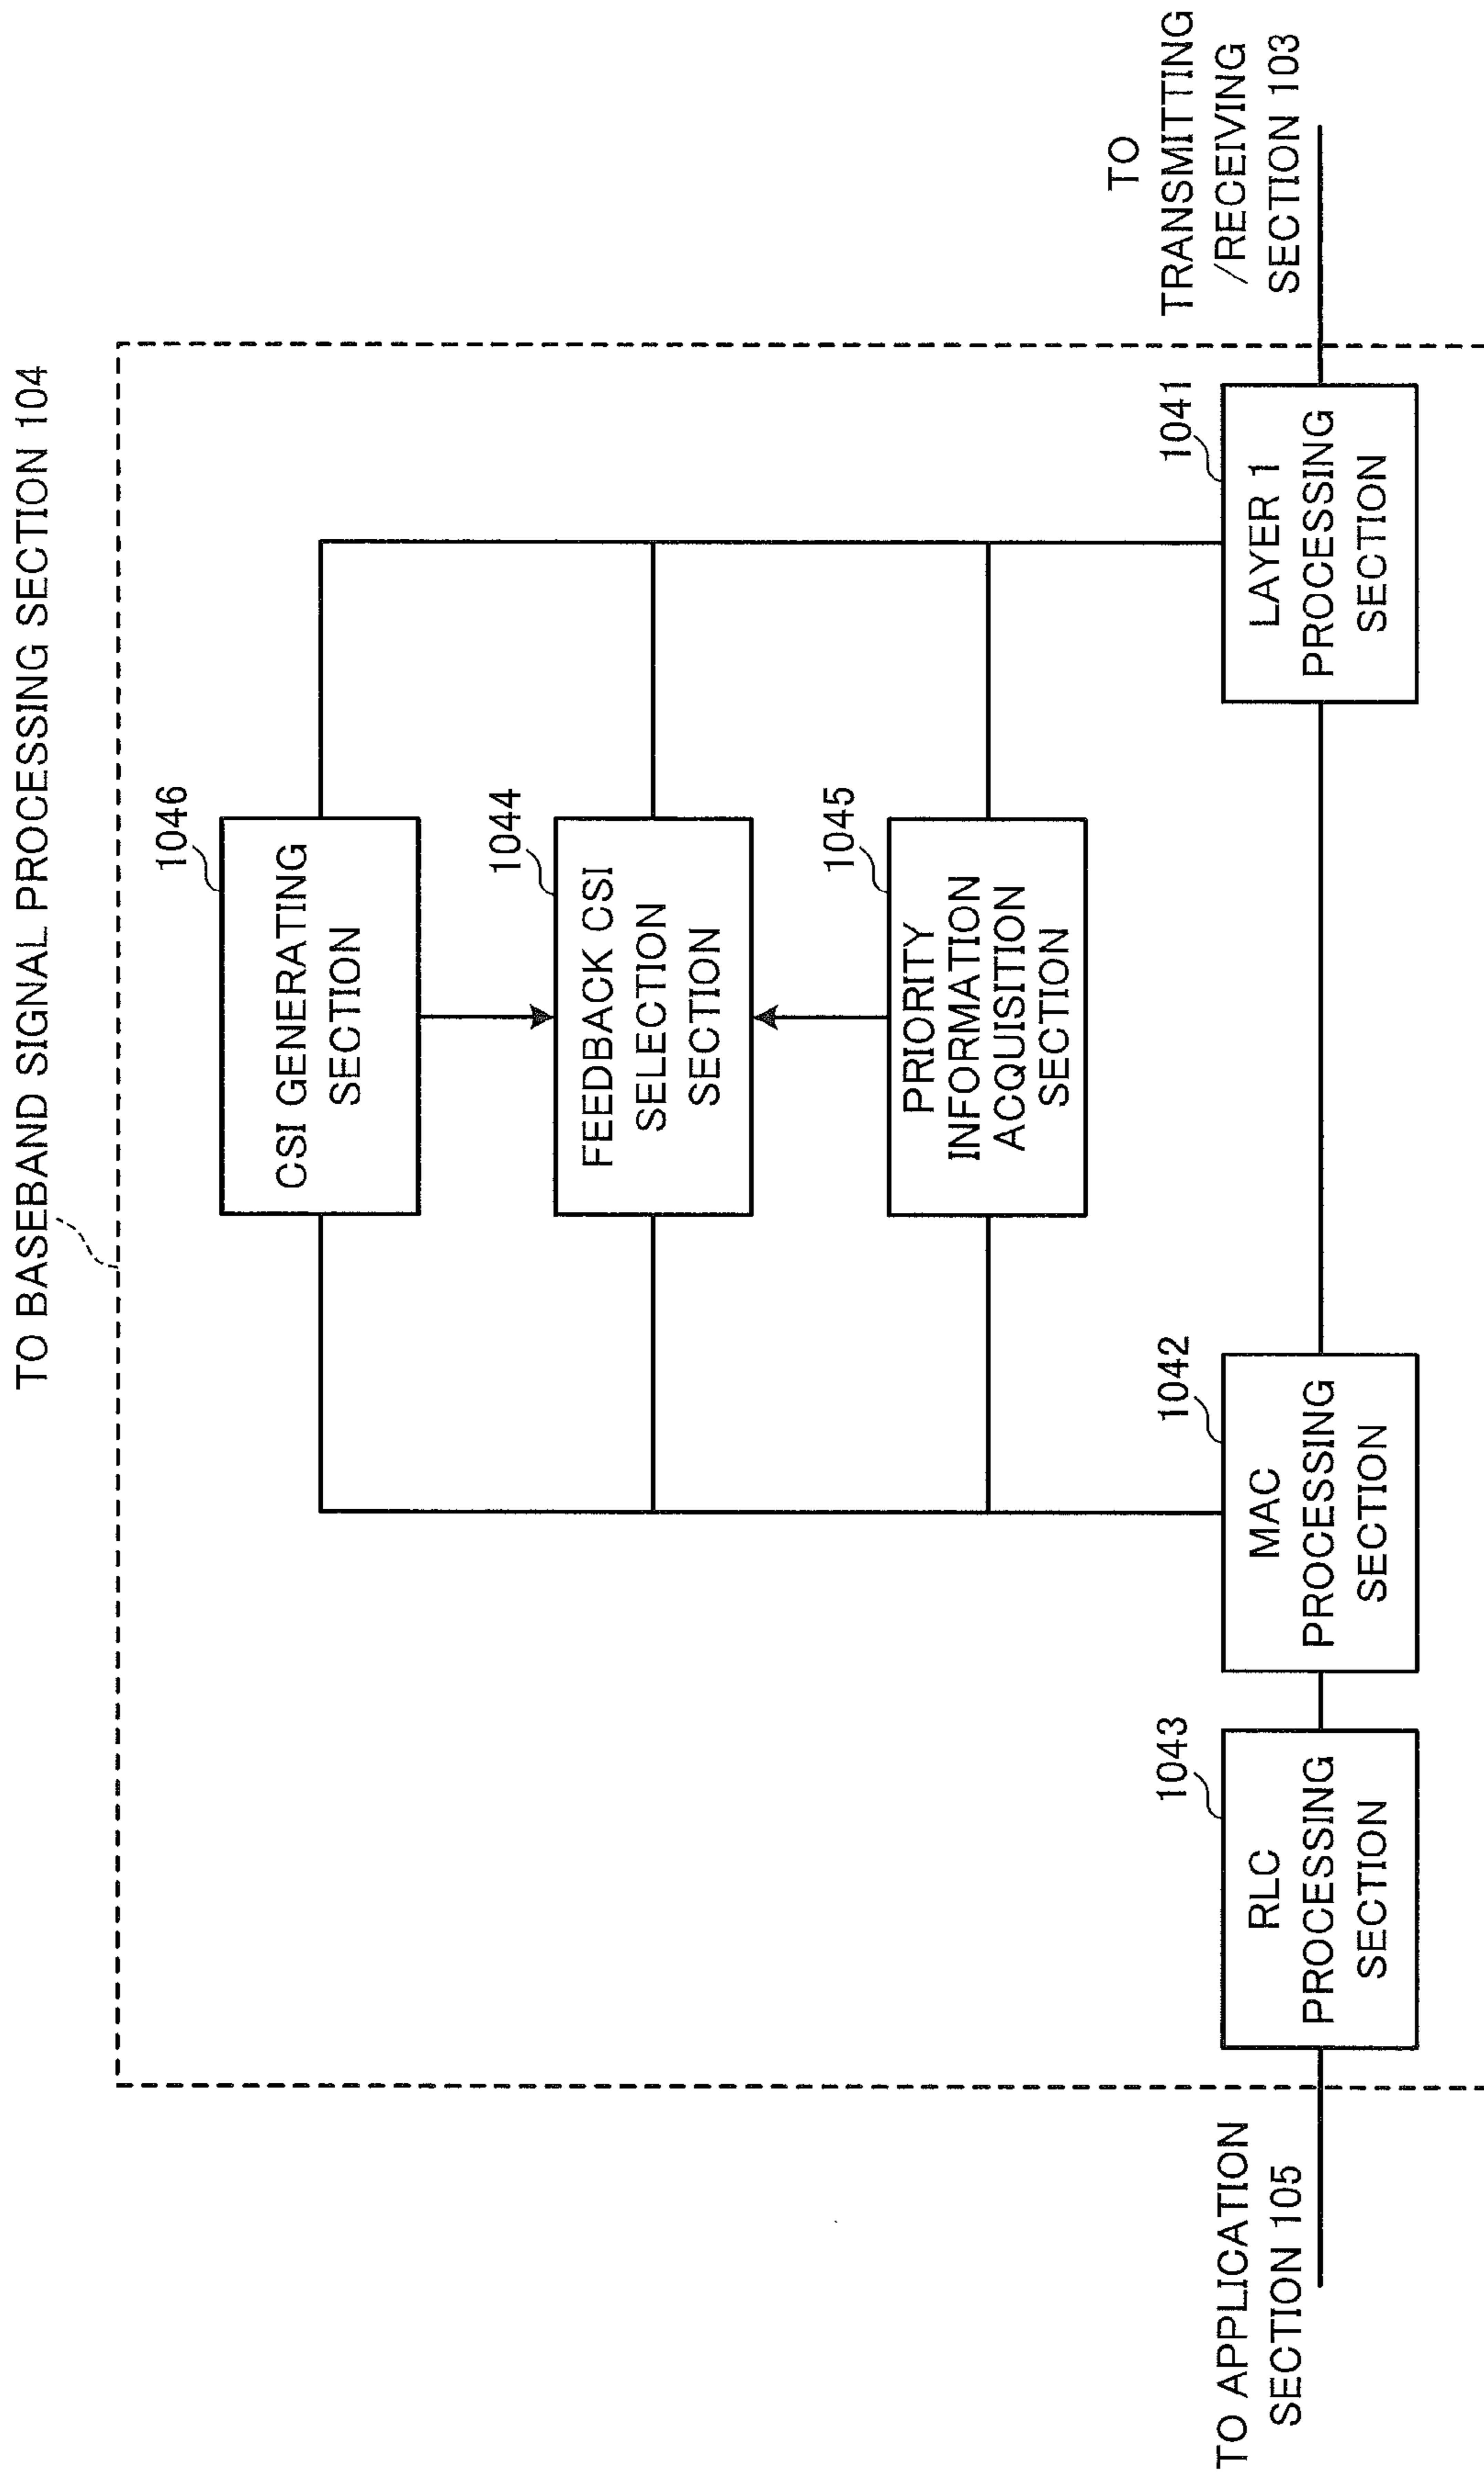 TO BASEBAND SIGNAL PROCESSING SECTION 104
1046
CSI GENERATING
SECTION
1044
FEEDBACK CSI
SELECTION
SECTION
1045
PRIORITY
INFORMATION
ACQUISITION
SECTION
TO APPLICATION
SECTION 105
1043
RLC
PROCESSING
SECTION
1042
MAC
PROCESSING
SECTION
1041
LAYER 1
PROCESSING
SECTION
TO
TRANSMITTING
/RECEIVING
SECTION 103